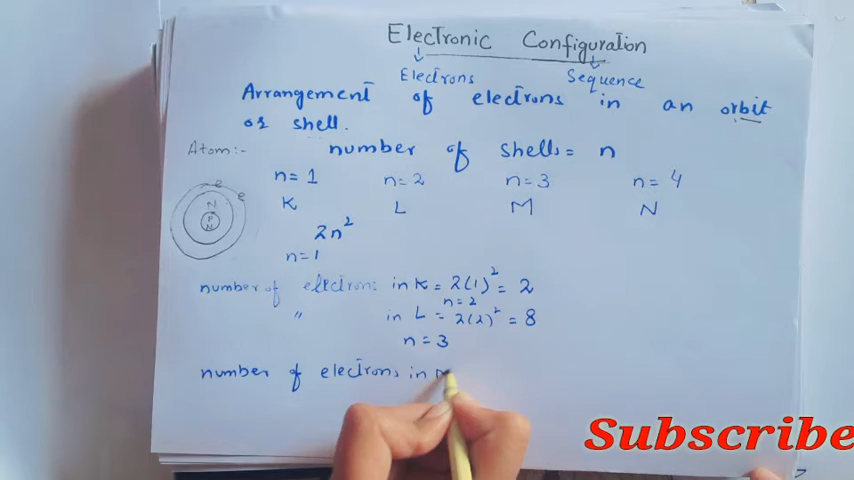 Electronic Configuration
Electrons Sequence
Arrangement of electrons in an orbit
or shell.
Atom:- number of shells = n
n=1 n=2 n=3 n=4
K L M N
e
e
N
P
N
2n²
n=1
number of electrons in K = 2(1)² = 2
n=2
" in L = 2(2)² = 8
n=3
number of electrons in
Subscribe